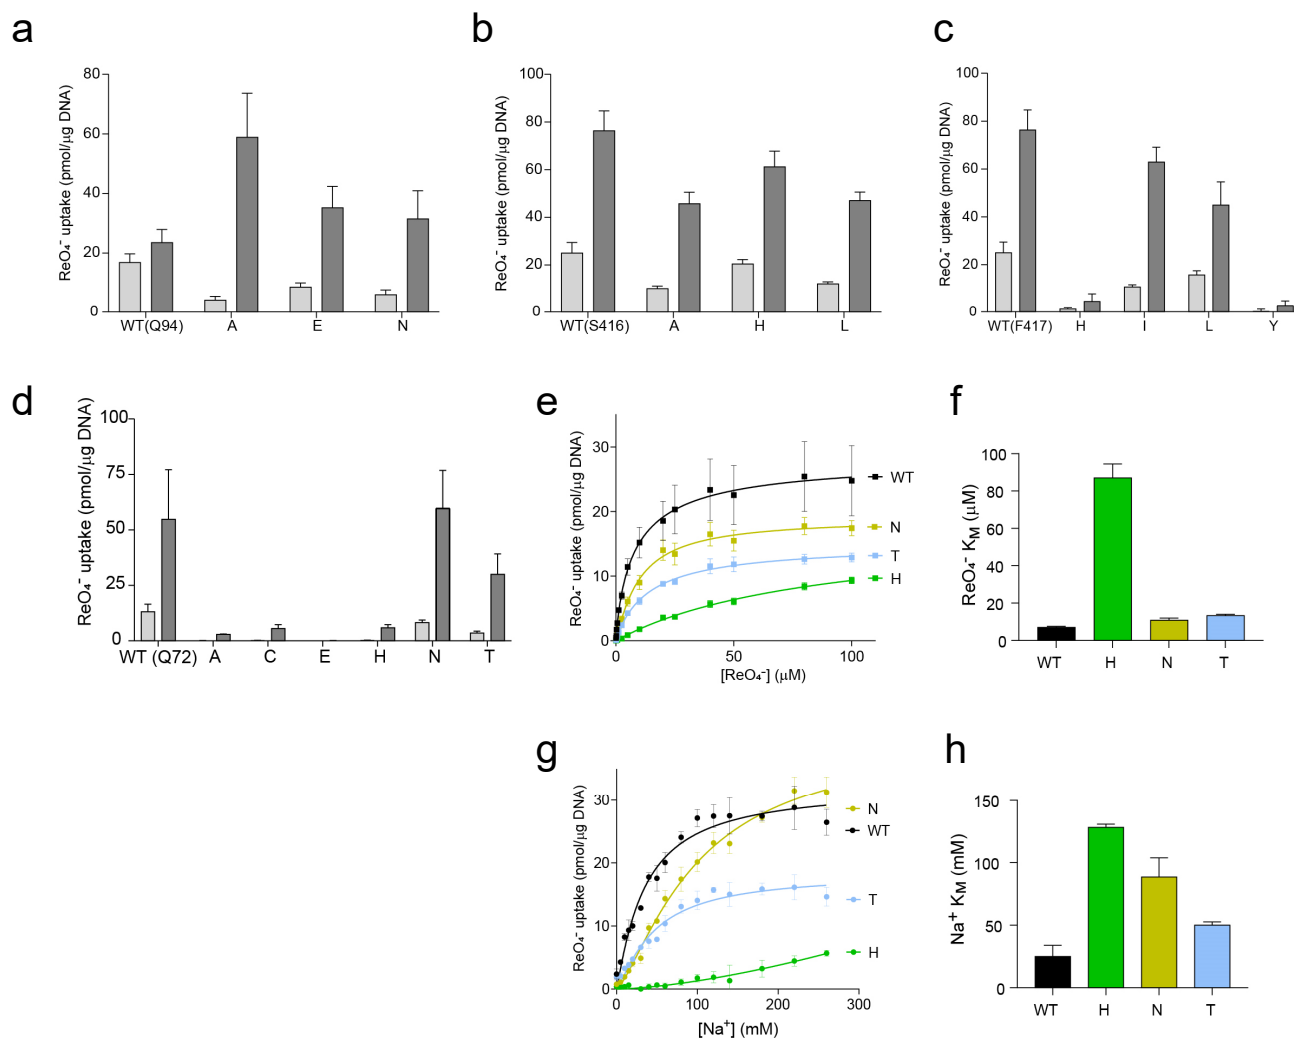 a
ReO₄⁻ uptake (pmol/μg DNA)
80
60
40
20
0
WT(Q94) A E N
b
ReO₄⁻ uptake (pmol/μg DNA)
100
80
60
40
20
0
WT(S416) A H L
c
ReO₄⁻ uptake (pmol/μg DNA)
100
80
60
40
20
0
WT(F417) H I L Y
d
ReO₄⁻ uptake (pmol/μg DNA)
100
75
50
25
0
WT (Q72) A C E H N T
e
ReO₄⁻ uptake (pmol/μg DNA)
30
20
10
0
0 50 100
[ReO₄⁻] (μM)
WT
N
T
H
f
ReO₄⁻ K_M (μM)
100
80
60
40
20
0
WT H N T
g
ReO₄⁻ uptake (pmol/μg DNA)
30
20
10
0
0 100 200 300
[Na⁺] (mM)
N
WT
T
H
h
Na⁺ K_M (mM)
150
100
50
0
WT H N T